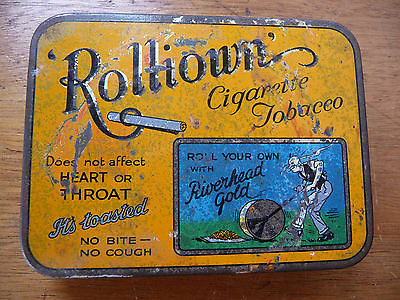 'Rolltown'
Cigarette
Tobacco
Does not affect
HEART OR
THROAT
It's toasted
NO BITE —
NO COUGH
ROLL YOUR OWN
WITH
Riverhead
Gold